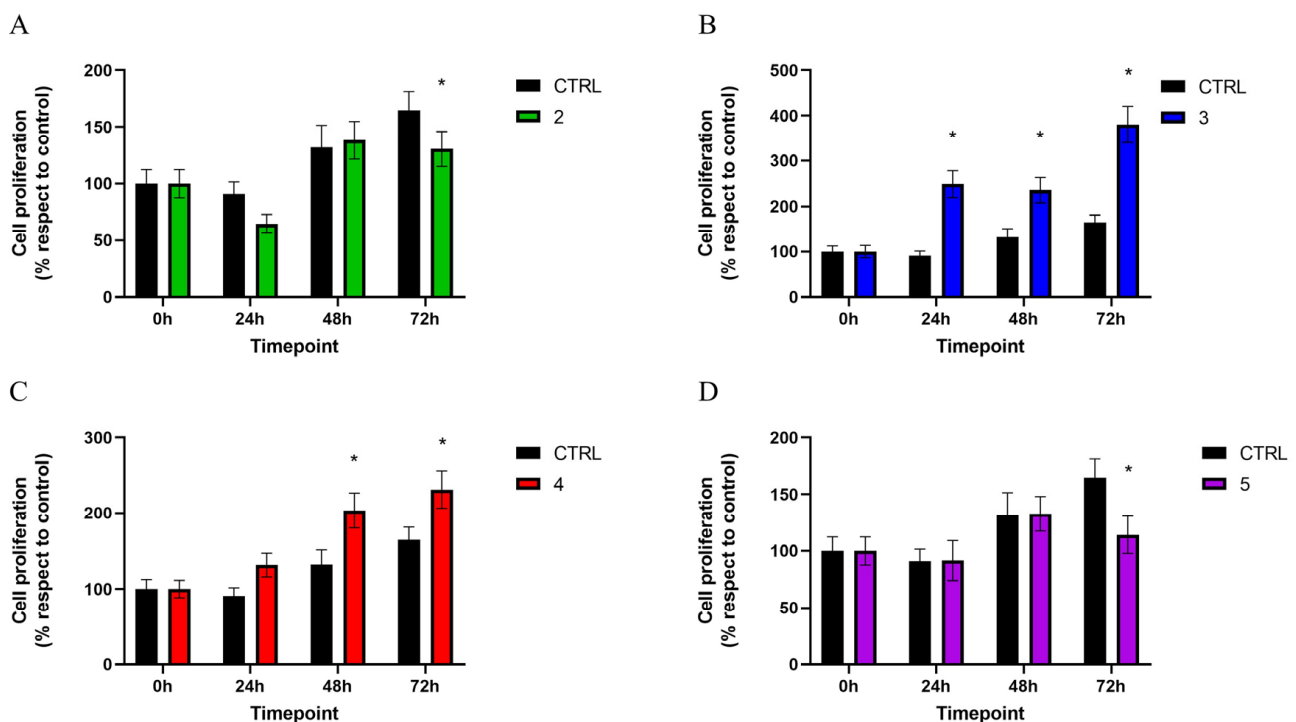 A
Cell proliferation
(% respect to control)
200
150
100
50
0
*
0h 24h 48h 72h
Timepoint
CTRL
2
B
Cell proliferation
(% respect to control)
500
400
300
200
100
0
* * *
0h 24h 48h 72h
Timepoint
CTRL
3
C
Cell proliferation
(% respect to control)
300
200
100
0
* *
0h 24h 48h 72h
Timepoint
CTRL
4
D
Cell proliferation
(% respect to control)
200
150
100
50
0
*
0h 24h 48h 72h
Timepoint
CTRL
5